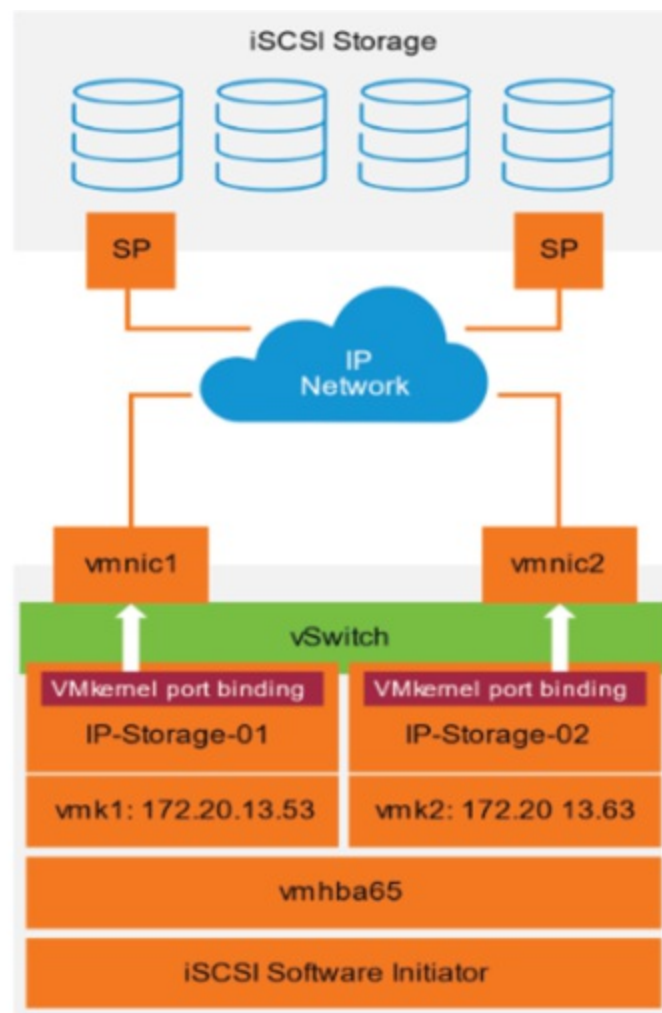 iSCSI Storage
SP
SP
IP
Network
vmnic1
vmnic2
vSwitch
VMkernel port binding
VMkernel port binding
IP-Storage-01
IP-Storage-02
vmk1: 172.20.13.53
vmk2: 172.20 13.63
vmhba65
iSCSI Software Initiator